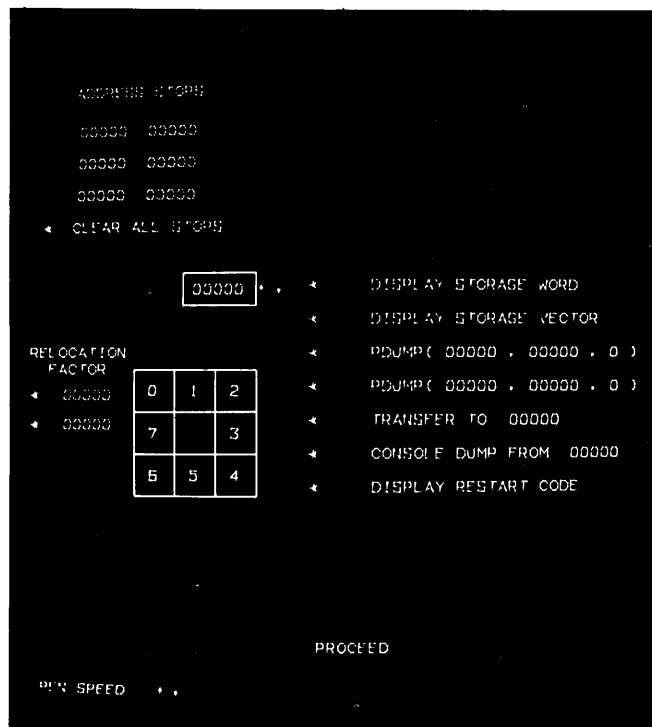 ADDRESS STOPS
00000 00000
00000 00000
00000 00000
* CLEAR ALL STOPS
00000
* DISPLAY STORAGE WORD
* DISPLAY STORAGE VECTOR
* PDUMP( 00000 , 00000 , 0 )
* PDUMP( 00000 , 00000 , 0 )
* TRANSFER TO 00000
* CONSOLE DUMP FROM 00000
* DISPLAY RESTART CODE
RELOCATION
FACTOR
* 00000
* 00000
0 1 2
7 3
6 5 4
PROCEED
PEN SPEED